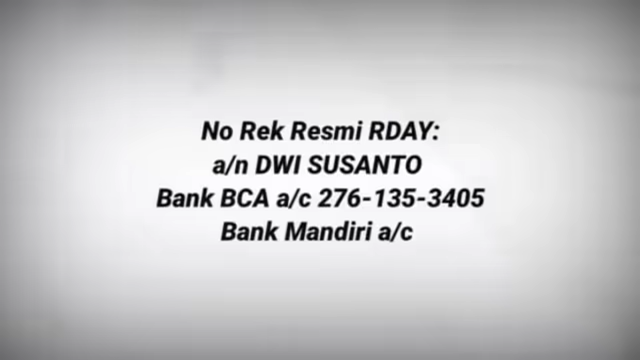 No Rek Resmi RDAY:
a/n DWI SUSANTO
Bank BCA a/c 276-135-3405
Bank Mandiri a/c